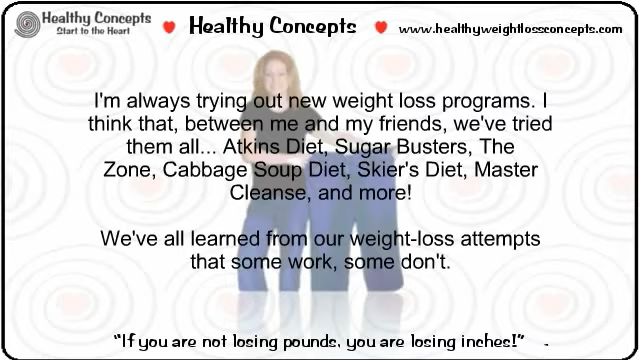 Healthy Concepts
Start to the Heart
Healthy Concepts
www.healthyweightlossconcepts.com
I'm always trying out new weight loss programs. I
think that, between me and my friends, we've tried
them all... Atkins Diet, Sugar Busters, The
Zone, Cabbage Soup Diet, Skier's Diet, Master
Cleanse, and more!
We've all learned from our weight-loss attempts
that some work, some don't.
"If you are not losing pounds, you are losing inches!"